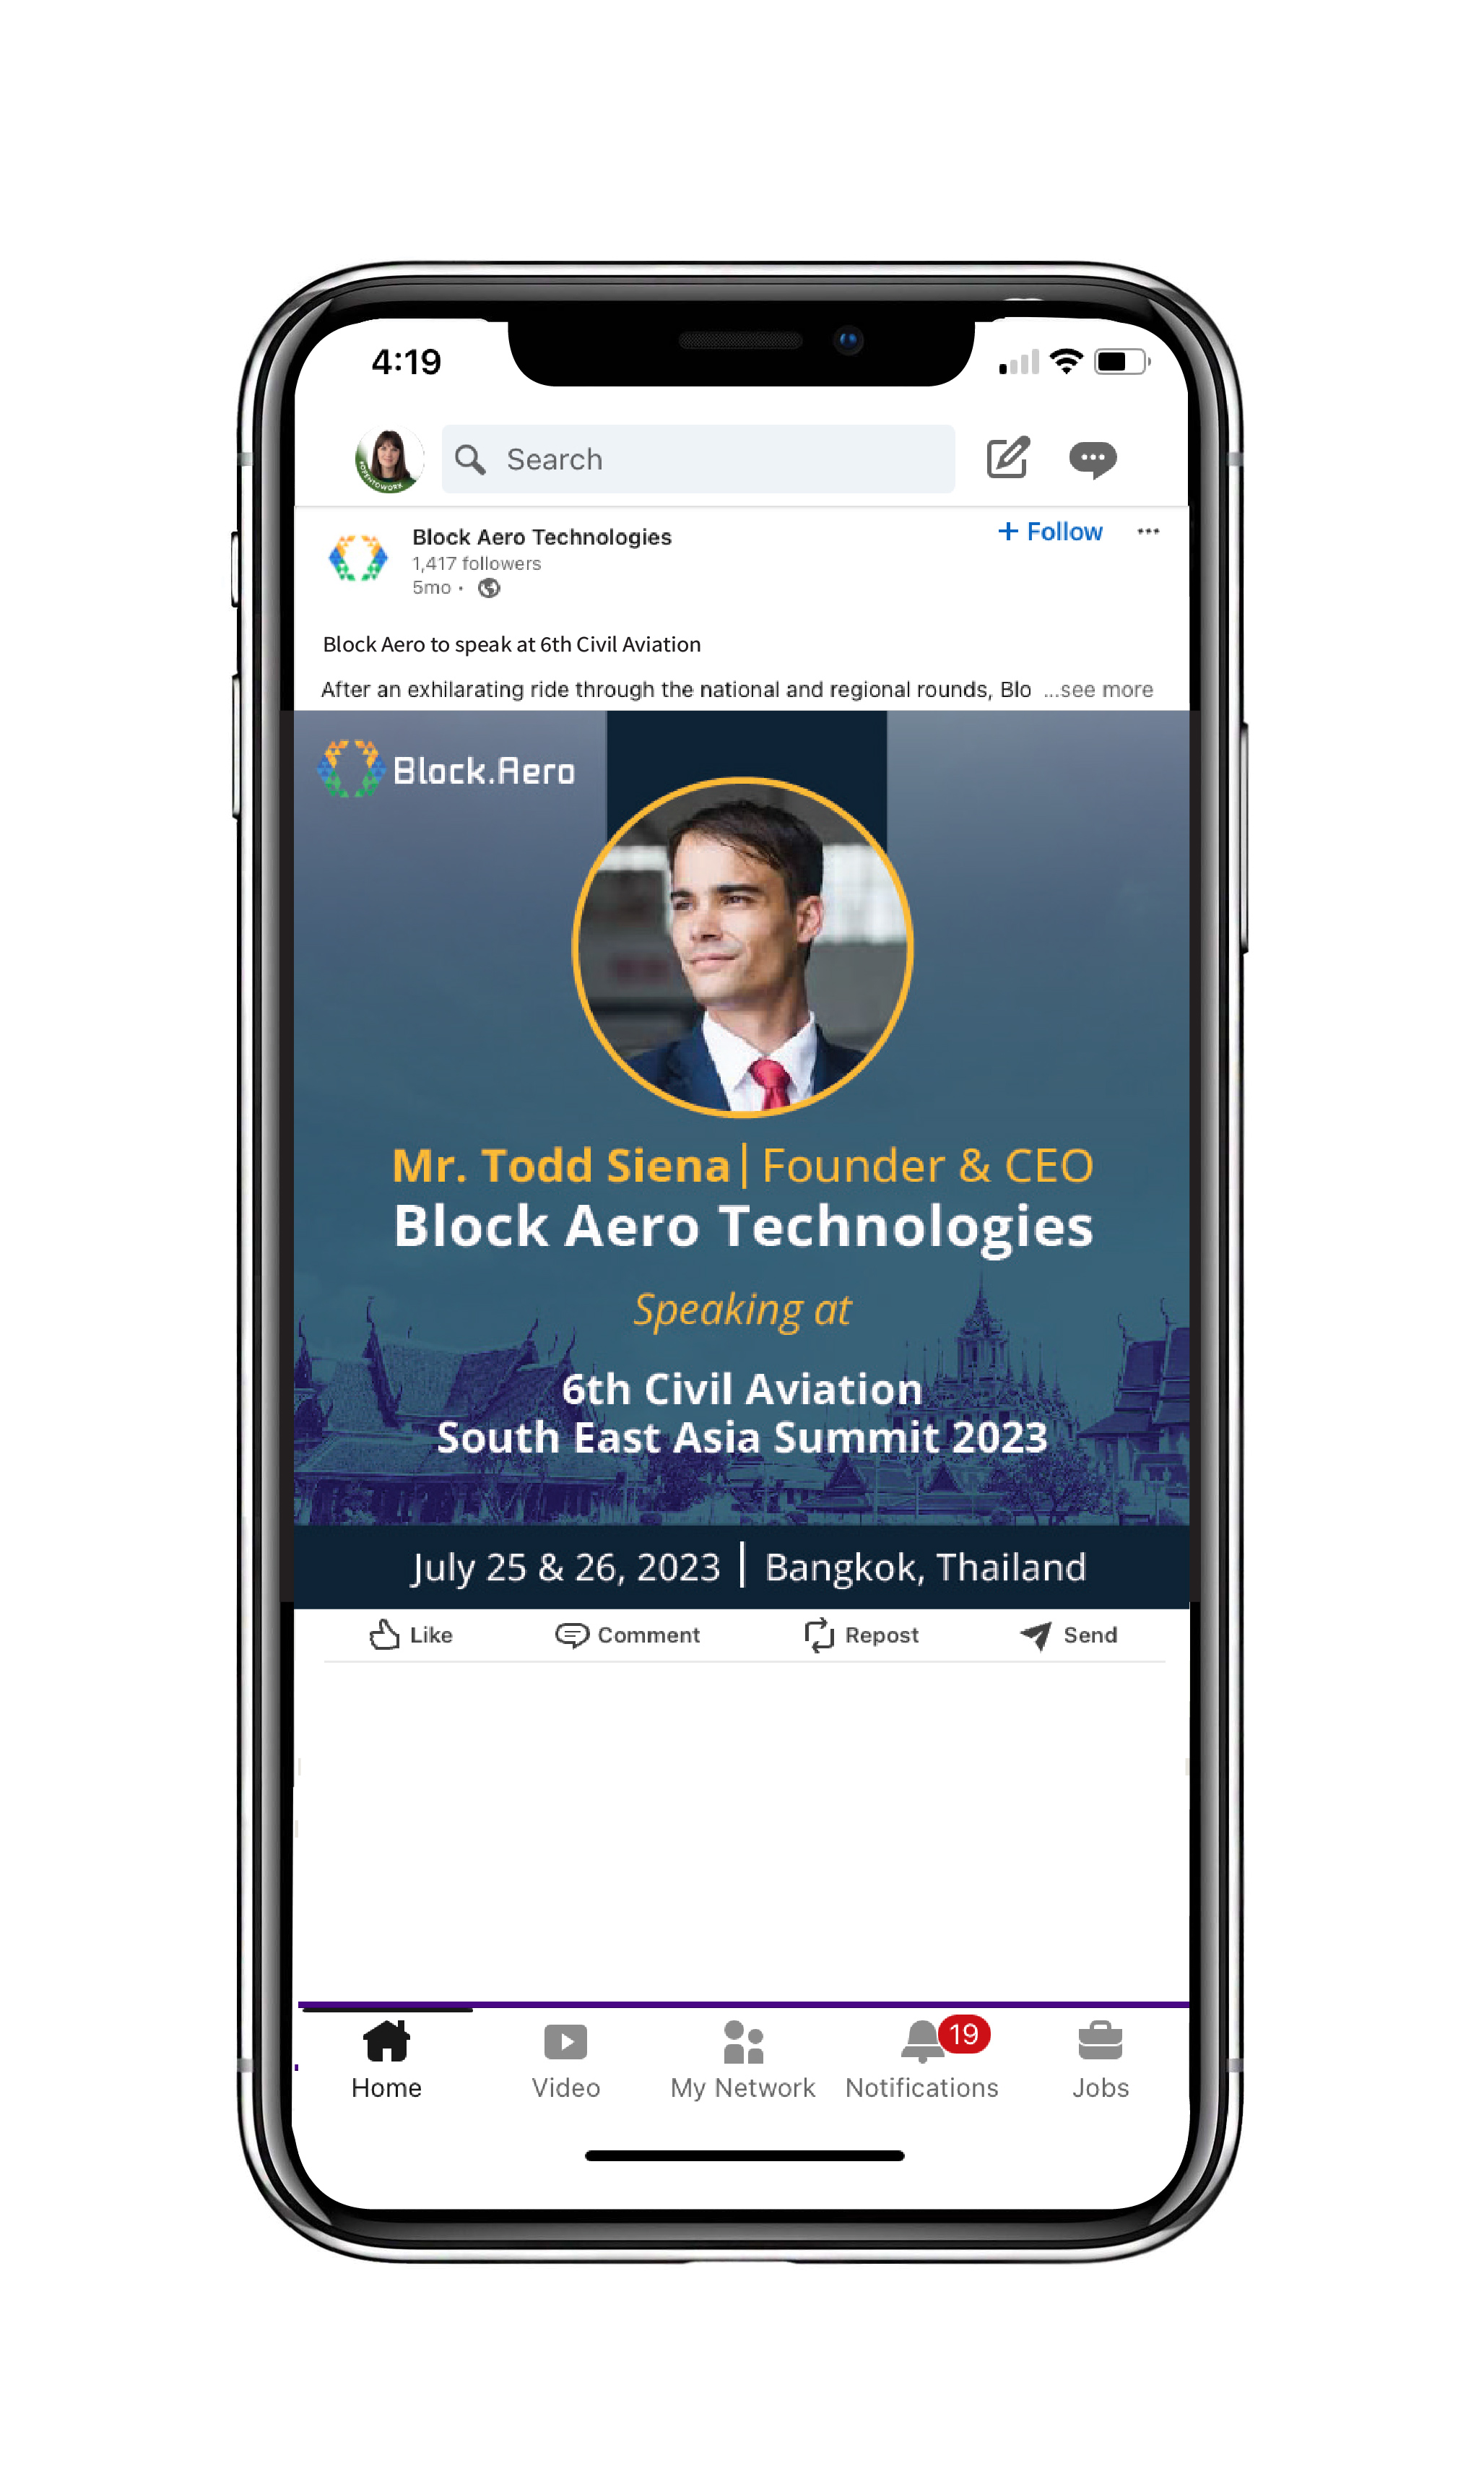 4:19
#OPENTOWORK
Search
Block Aero Technologies
+ Follow ...
1,417 followers
5mo •
Block Aero to speak at 6th Civil Aviation
After an exhilarating ride through the national and regional rounds, Blo ...see more
Block.Aero
Mr. Todd Siena | Founder & CEO
Block Aero Technologies
Speaking at
6th Civil Aviation
South East Asia Summit 2023
July 25 & 26, 2023 | Bangkok, Thailand
Like Comment Repost Send
19
Home Video My Network Notifications Jobs